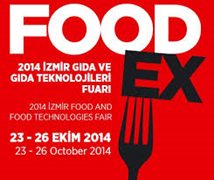 FOOD
EX
2014 İZMİR GIDA VE
GIDA TEKNOLOJİLERİ
FUARI
2014 İZMİR FOOD AND
FOOD TECHNOLOGIES FAIR
23 - 26 EKİM 2014
23 - 26 October 2014